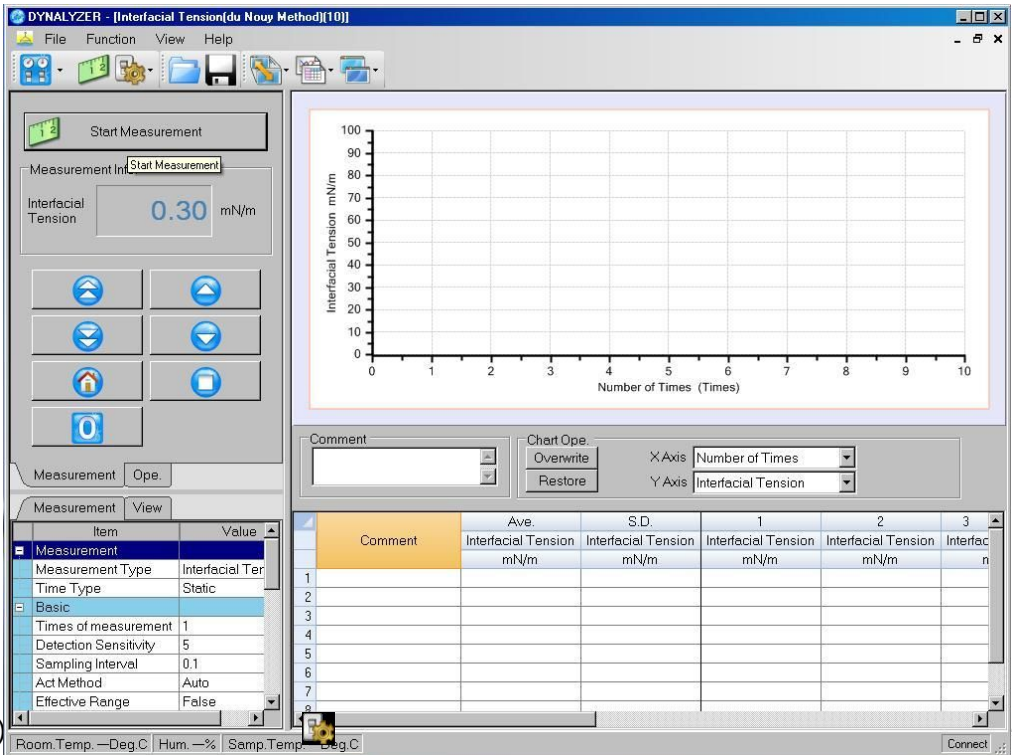 DYNALYZER - [Interfacial Tension(du Nouy Method)(10)]
File Function View Help
Start Measurement
Start Measurement
Measurement Inf
Interfacial
Tension
0.30 mN/m
0
Measurement Ope.
Measurement View
Item Value
Measurement
Measurement Type Interfacial Ter
Time Type Static
Basic
Times of measurement 1
Detection Sensitivity 5
Sampling Interval 0.1
Act Method Auto
Effective Range False
Interfacial Tension mN/m
100
90
80
70
60
50
40
30
20
10
0
0 1 2 3 4 5 6 7 8 9 10
Number of Times (Times)
Comment
Chart Ope.
Overwrite
Restore
X Axis Number of Times
Y Axis Interfacial Tension
Comment Ave. S.D. 1 2 3
Interfacial Tension Interfacial Tension Interfacial Tension Interfacial Tension Interfac
mN/m mN/m mN/m mN/m n
1
2
3
4
5
6
7
8
Room.Temp. —Deg.C Hum. —% Samp.Temp. —Deg.C Connect